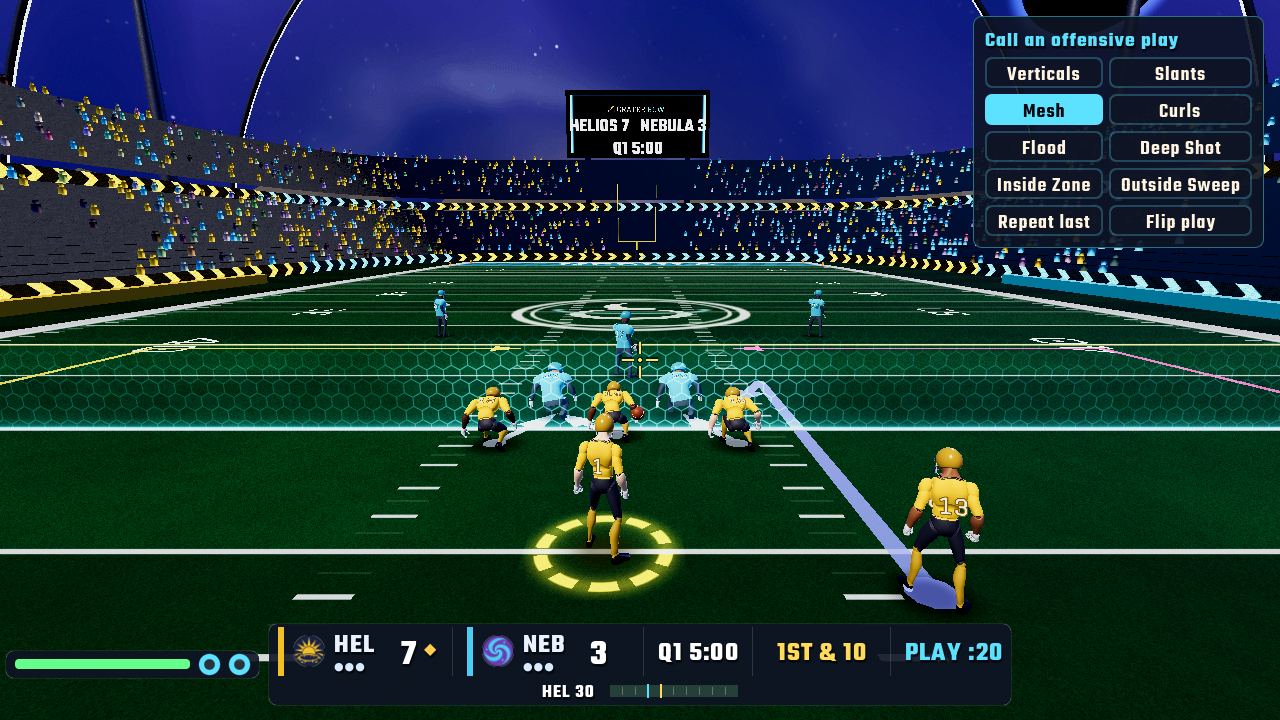 Call an offensive play
Verticals
Slants
Mesh
Curls
Flood
Deep Shot
Inside Zone
Outside Sweep
Repeat last
Flip play
CRATER BOWL
HELIOS 7 NEBULA 3
Q1 5:00
1
13
HEL 7
NEB 3
Q1 5:00
1ST & 10
PLAY :20
HEL 30